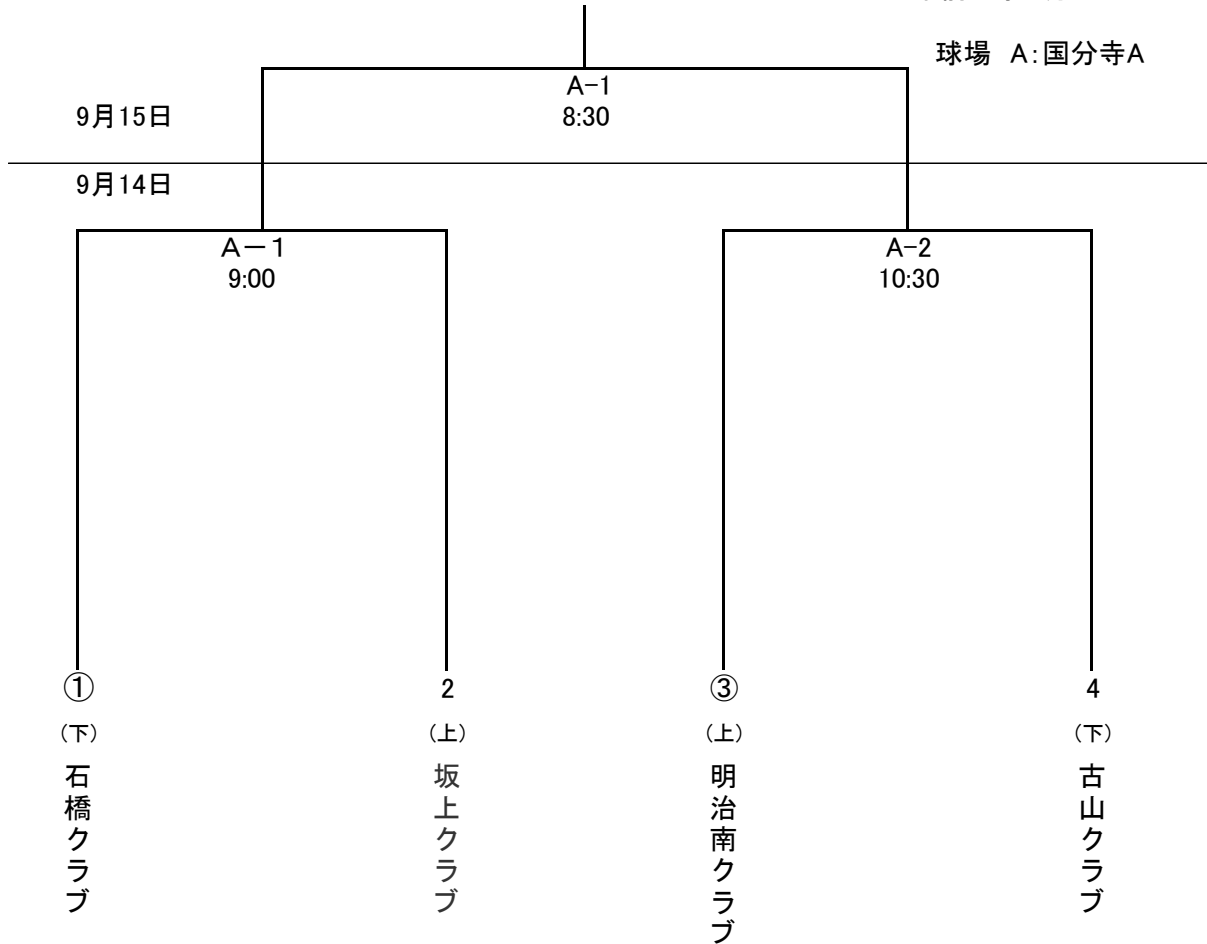 球場 A:国分寺A
A-1
8:30
9月15日
9月14日
A－1
9:00
A-2
10:30
①
2
③
4
（下）
（上）
（上）
（下）
石橋クラブ
坂上クラブ
明治南クラブ
古山クラブ